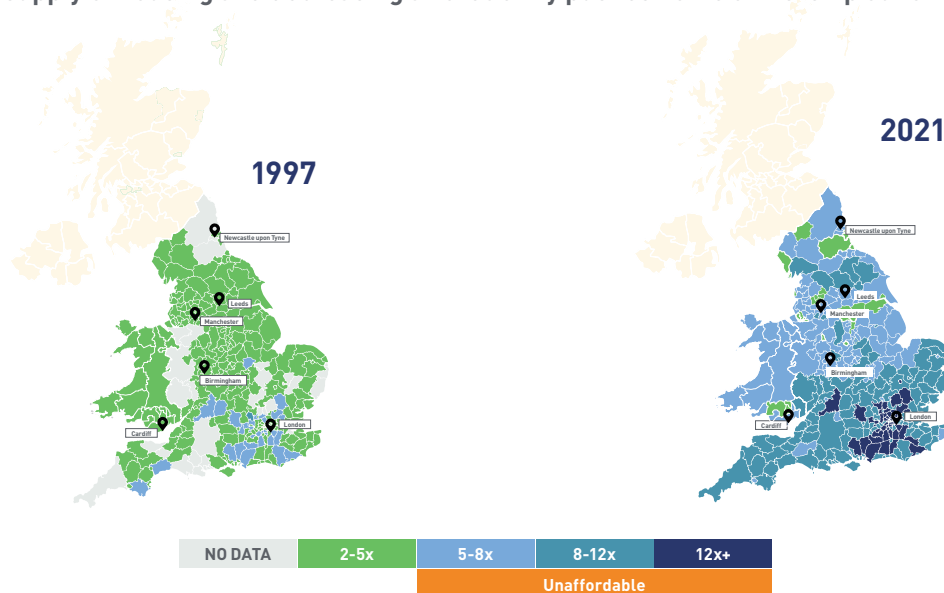 1997
2021
Newcastle upon Tyne
Leeds
Manchester
Birmingham
Cardiff
London
Newcastle upon Tyne
Leeds
Manchester
Birmingham
Cardiff
London
NO DATA
2-5x
5-8x
8-12x
12x+
Unaffordable